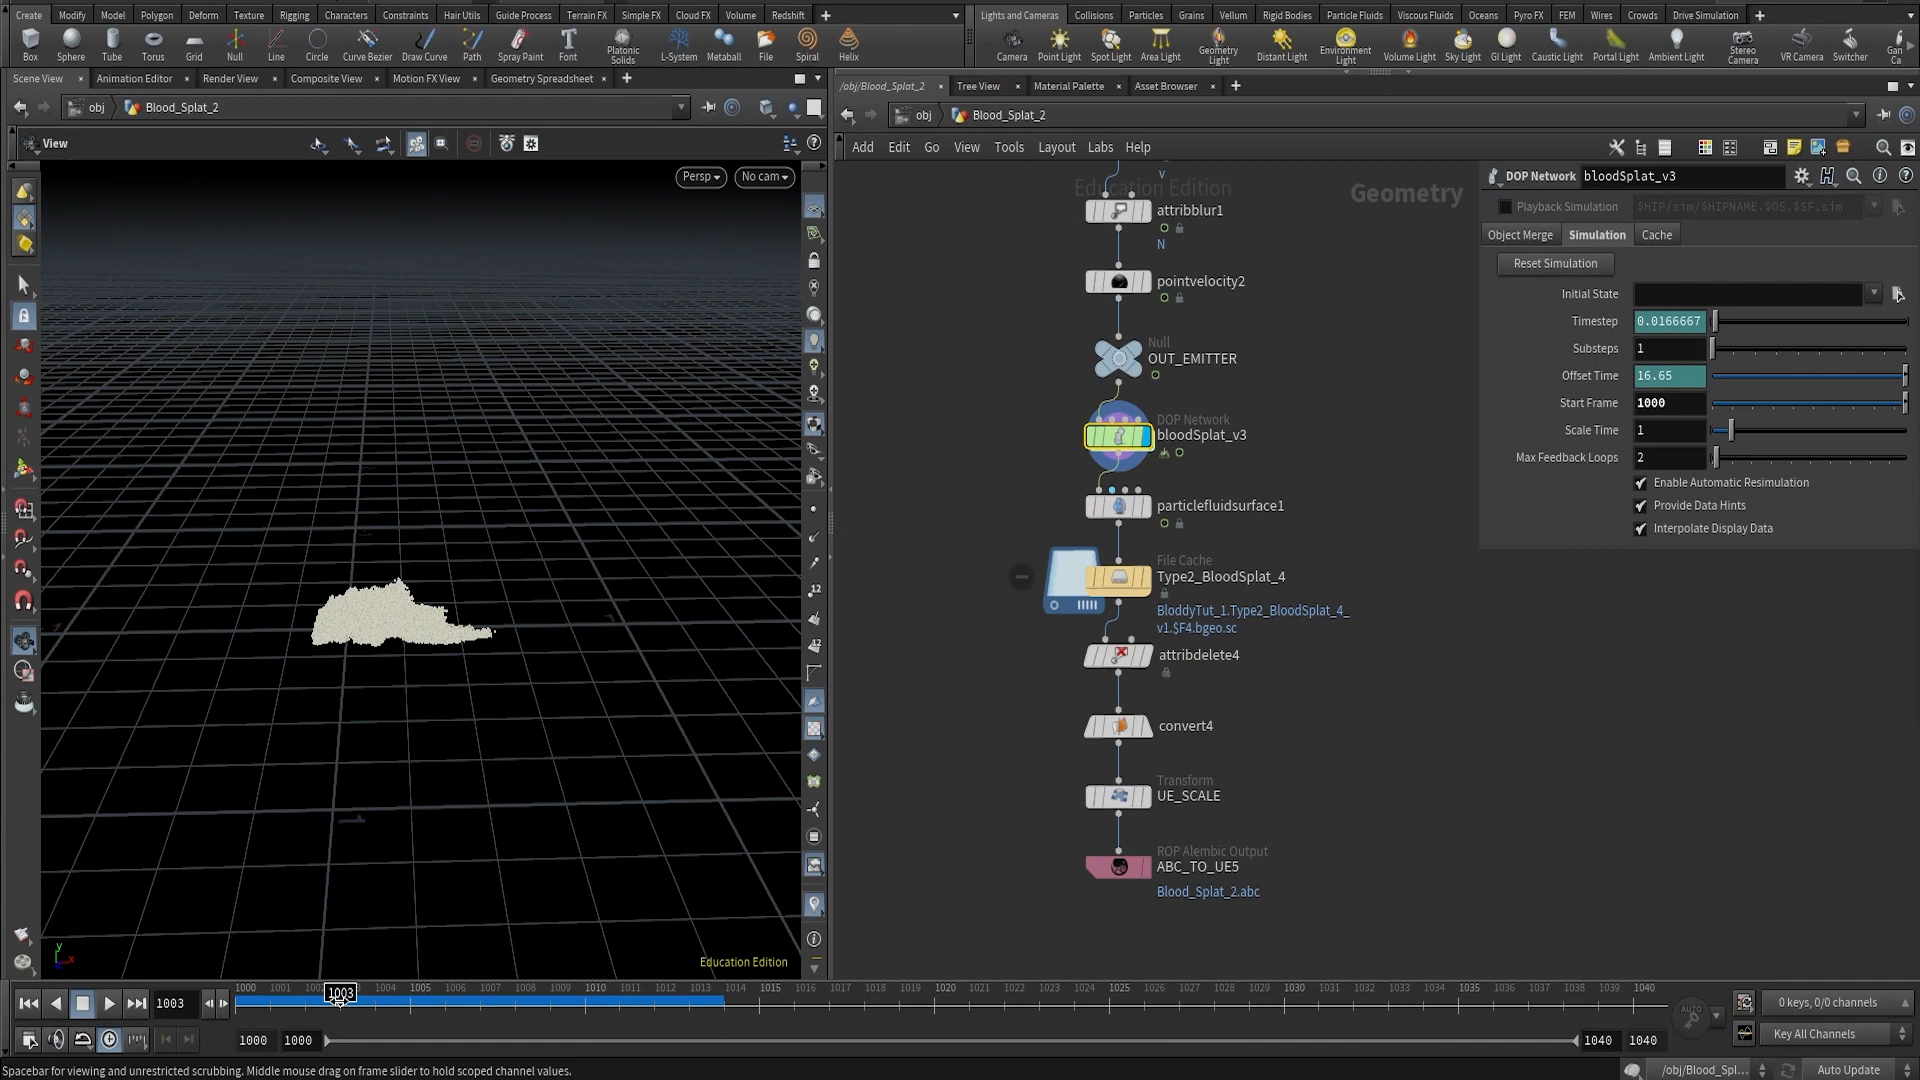 Create Modify Model Polygon Deform Texture Rigging Characters Constraints Hair Utils Guide Process Terrain FX Simple FX Cloud FX Volume Redshift
Lights and Cameras Collisions Particles Grains Vellum Rigid Bodies Particle Fluids Viscous Fluids Oceans Pyro FX FEM Wires Crowds Drive Simulation
Box Sphere Tube Torus Grid Null Line Circle Curve Bezier Draw Curve Path Spray Paint Font Platonic Solids L-System Metaball File Spiral Helix
Camera Point Light Spot Light Area Light Geometry Light Distant Light Environment Light Volume Light Sky Light GI Light Caustic Light Portal Light Ambient Light Stereo Camera VR Camera Switcher
Scene View Animation Editor Render View Composite View Motion FX View Geometry Spreadsheet
/obj/Blood_Splat_2 Tree View Material Palette Asset Browser
obj Blood_Splat_2
obj Blood_Splat_2
View
Add Edit Go View Tools Layout Labs Help
Persp No cam
Education Edition
Geometry
v
attribblur1
N
pointvelocity2
Null
OUT_EMITTER
DOP Network
bloodSplat_v3
particlefluidsurface1
File Cache
Type2_BloodSplat_4
BloddyTut_1.Type2_BloodSplat_4_
v1.$F4.bgeo.sc
attribdelete4
convert4
Transform
UE_SCALE
ROP Alembic Output
ABC_TO_UE5
Blood_Splat_2.abc
DOP Network bloodSplat_v3
Playback Simulation $HIP/sim/$HIPNAME.$OS.$SF.sim
Object Merge Simulation Cache
Reset Simulation
Initial State
Timestep 0.0166667
Substeps 1
Offset Time 16.65
Start Frame 1000
Scale Time 1
Max Feedback Loops 2
Enable Automatic Resimulation
Provide Data Hints
Interpolate Display Data
12
12
y
x
Education Edition
1003
1000 1001 1003 1004 1005 1006 1007 1008 1009 1010 1011 1012 1013 1014 1015 1016 1017 1018 1019 1020 1021 1022 1023 1024 1025 1026 1027 1028 1029 1030 1031 1032 1033 1034 1035 1036 1037 1038 1039 1040
AUTO
0 keys, 0/0 channels
1000 1000 1040 1040
Key All Channels
Spacebar for viewing and unrestricted scrubbing. Middle mouse drag on frame slider to hold scoped channel values.
/obj/Blood_Spl... Auto Update